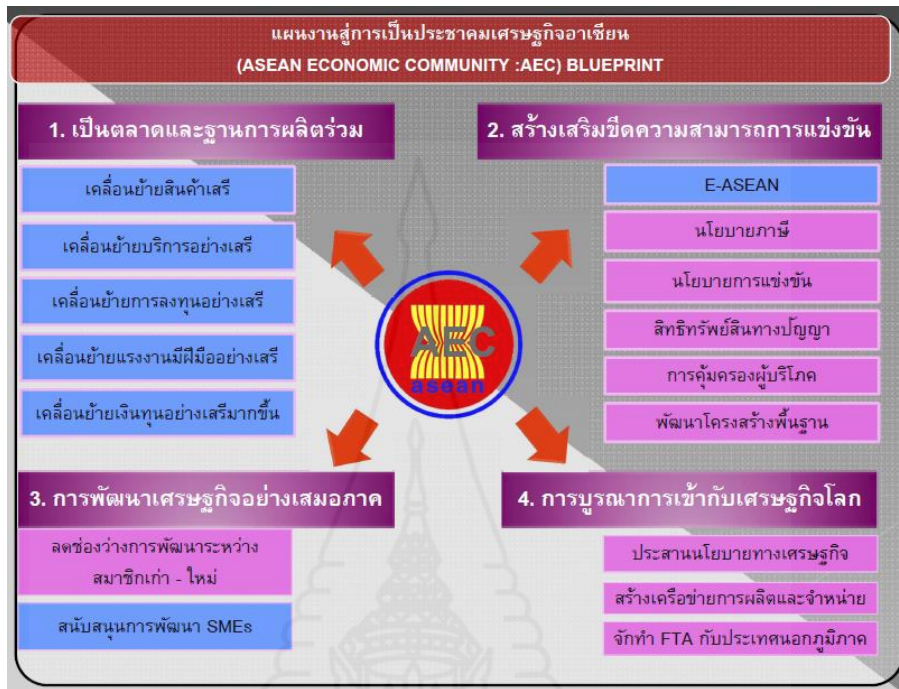 แผนงานสู่การเป็นประชาคมเศรษฐกิจอาเซียน
(ASEAN ECONOMIC COMMUNITY :AEC) BLUEPRINT
1. เป็นตลาดและฐานการผลิตร่วม
เคลื่อนย้ายสินค้าเสรี
เคลื่อนย้ายบริการอย่างเสรี
เคลื่อนย้ายการลงทุนอย่างเสรี
เคลื่อนย้ายแรงงานมีฝีมืออย่างเสรี
เคลื่อนย้ายเงินทุนอย่างเสรีมากขึ้น
2. สร้างเสริมขีดความสามารถการแข่งขัน
E-ASEAN
นโยบายภาษี
นโยบายการแข่งขัน
สิทธิทรัพย์สินทางปัญญา
การคุ้มครองผู้บริโภค
พัฒนาโครงสร้างพื้นฐาน
AEC
asean
3. การพัฒนาเศรษฐกิจอย่างเสมอภาค
ลดช่องว่างการพัฒนาระหว่าง
สมาชิกเก่า - ใหม่
สนับสนุนการพัฒนา SMEs
4. การบูรณาการเข้ากับเศรษฐกิจโลก
ประสานนโยบายทางเศรษฐกิจ
สร้างเครือข่ายการผลิตและจำหน่าย
จัดทำ FTA กับประเทศนอกภูมิภาค